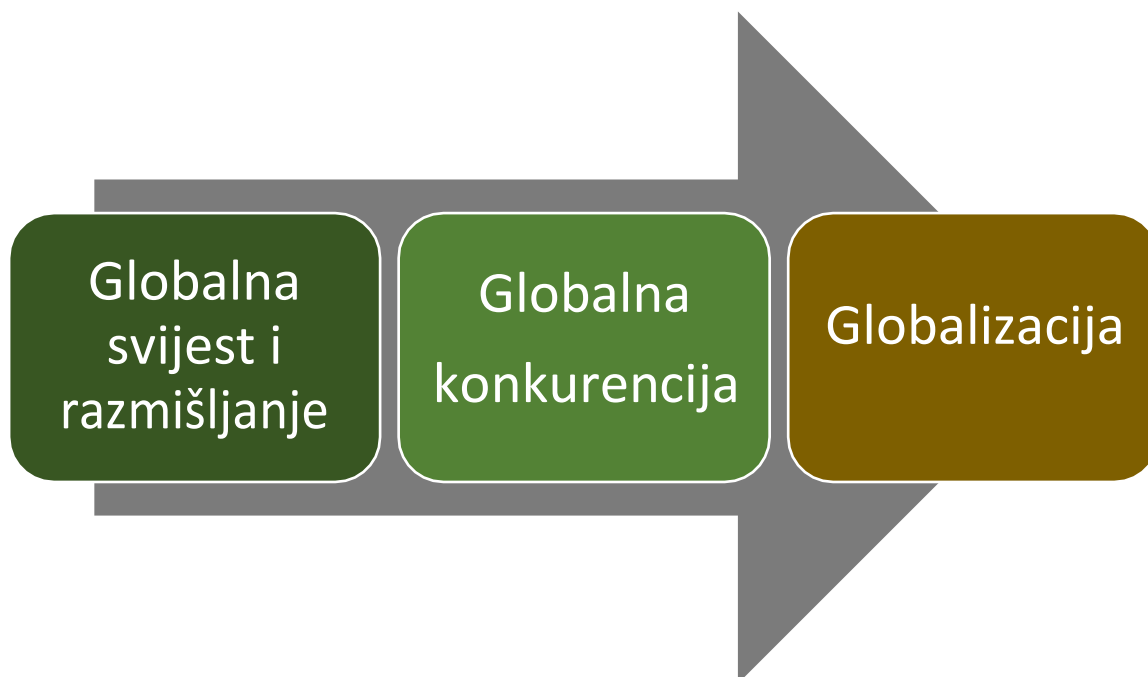 Globalna
svijest i
razmišljanje
Globalna
konkurencija
Globalizacija